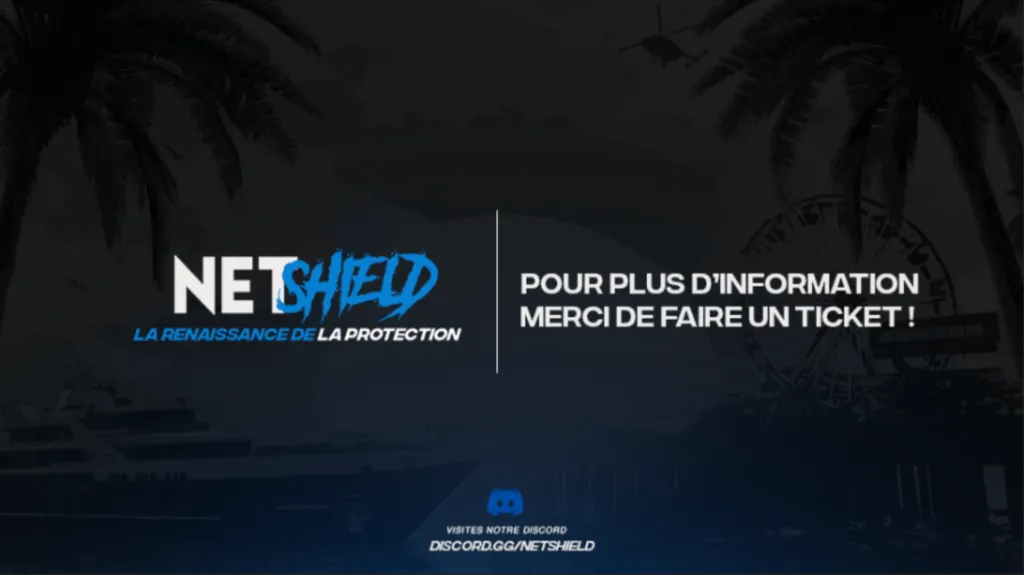 NETSHIELD
LA RENAISSANCE DE LA PROTECTION
POUR PLUS D'INFORMATION
MERCI DE FAIRE UN TICKET !
VISITES NOTRE DISCORD
DISCORD.GG/NETSHIELD